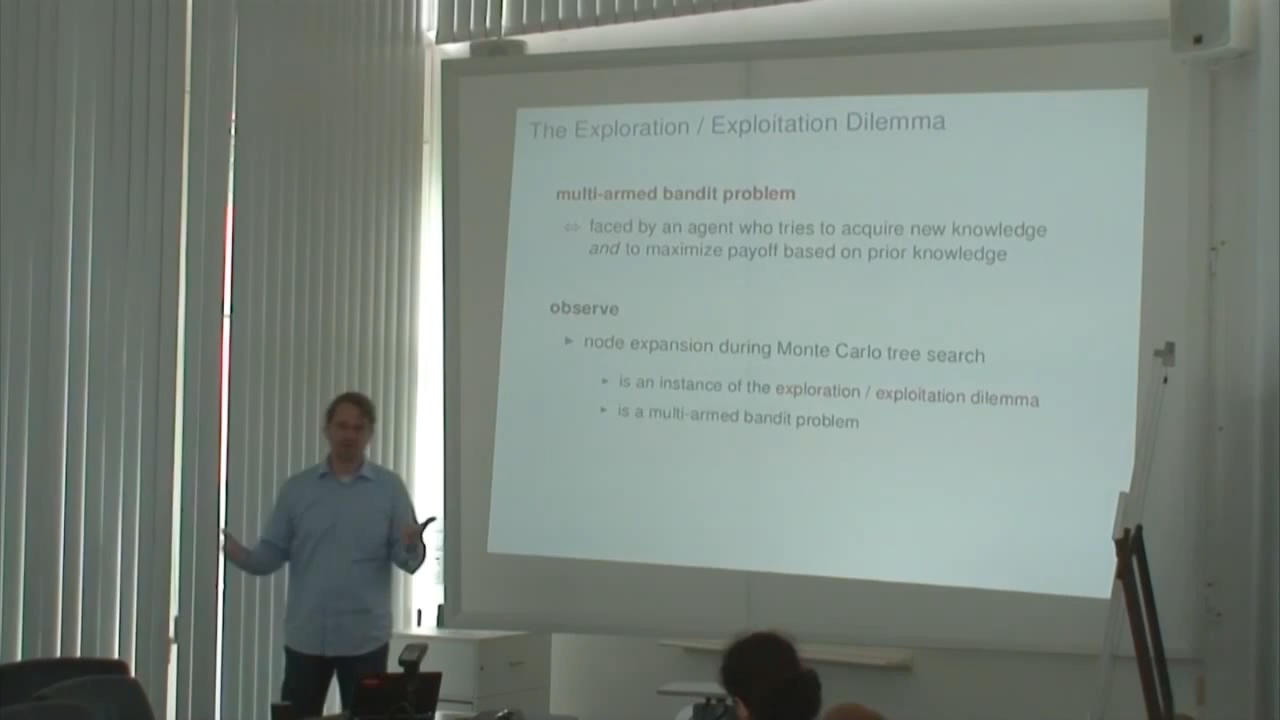 The Exploration / Exploitation Dilemma
multi-armed bandit problem
⇔ faced by an agent who tries to acquire new knowledge
and to maximize payoff based on prior knowledge
observe
► node expansion during Monte Carlo tree search
► is an instance of the exploration / exploitation dilemma
► is a multi-armed bandit problem